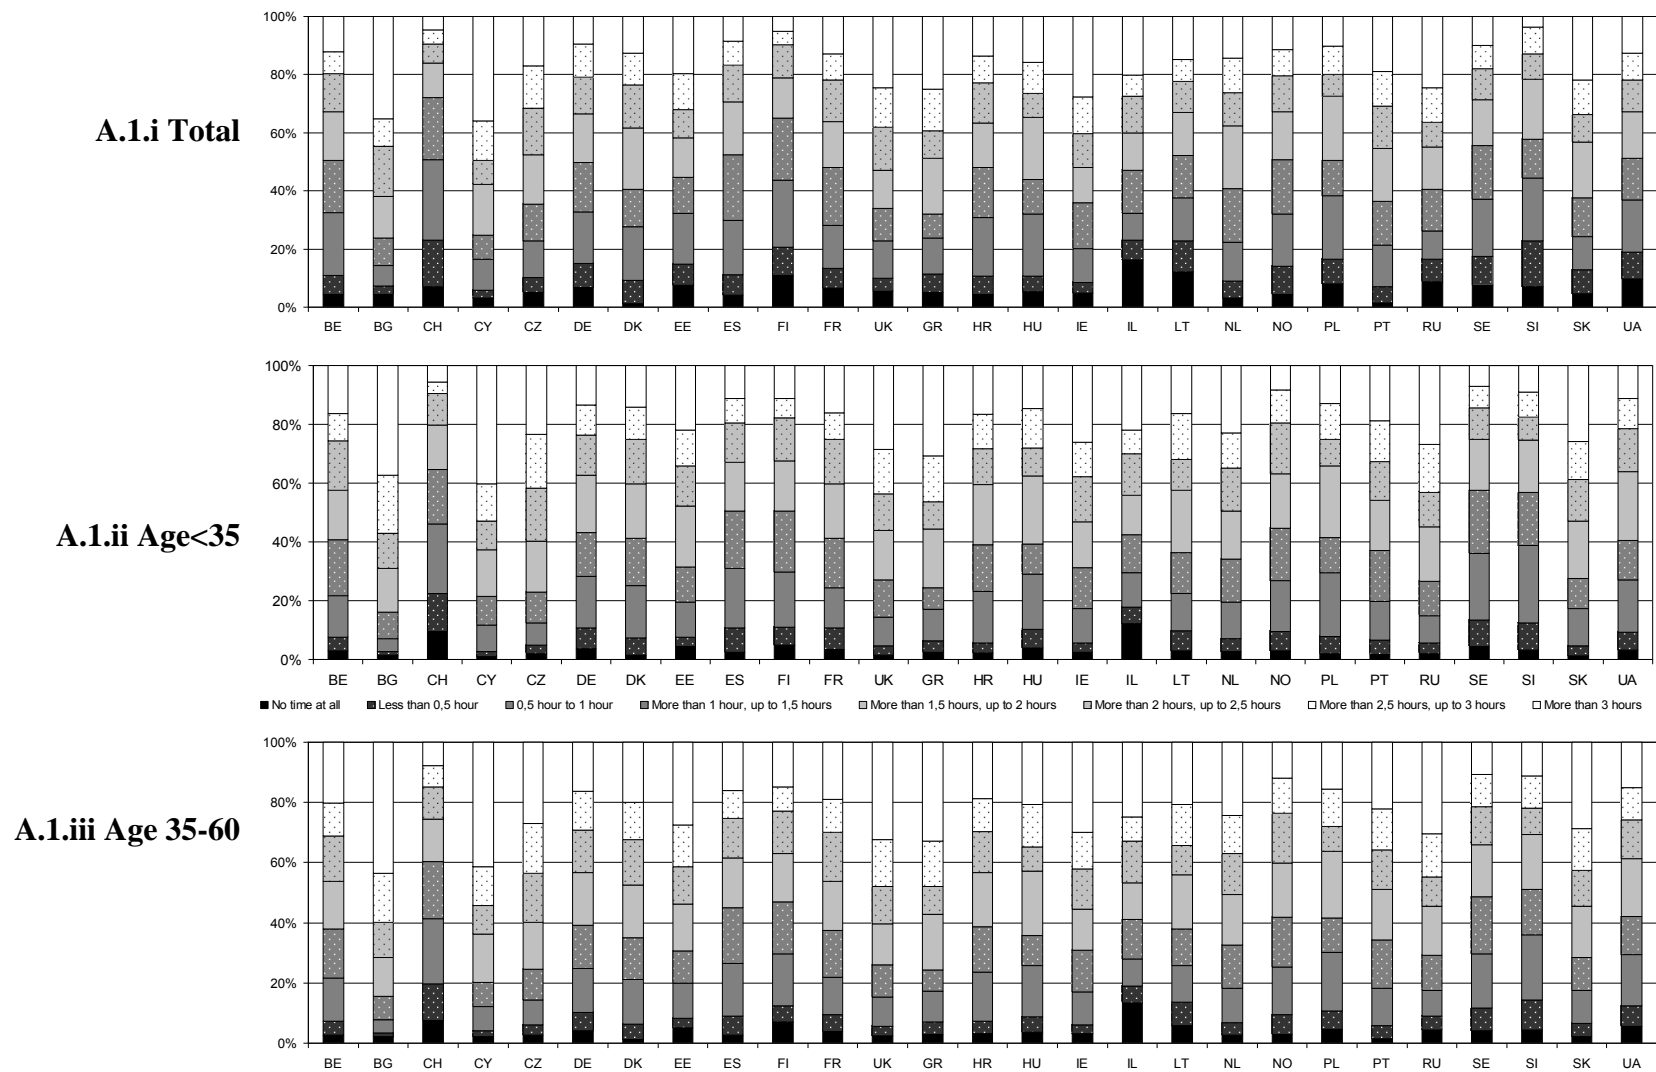 100%
80%
60%
40%
20%
0%
A.1.i Total
BE BG CH CY CZ DE DK EE ES FI FR UK GR HR HU IE IL LT NL NO PL PT RU SE SI SK UA
100%
80%
60%
40%
20%
0%
A.1.ii Age<35
BE BG CH CY CZ DE DK EE ES FI FR UK GR HR HU IE IL LT NL NO PL PT RU SE SI SK UA
No time at all Less than 0,5 hour 0,5 hour to 1 hour More than 1 hour, up to 1,5 hours More than 1,5 hours, up to 2 hours More than 2 hours, up to 2,5 hours More than 2,5 hours, up to 3 hours More than 3 hours
100%
80%
60%
40%
20%
0%
A.1.iii Age 35-60
BE BG CH CY CZ DE DK EE ES FI FR UK GR HR HU IE IL LT NL NO PL PT RU SE SI SK UA